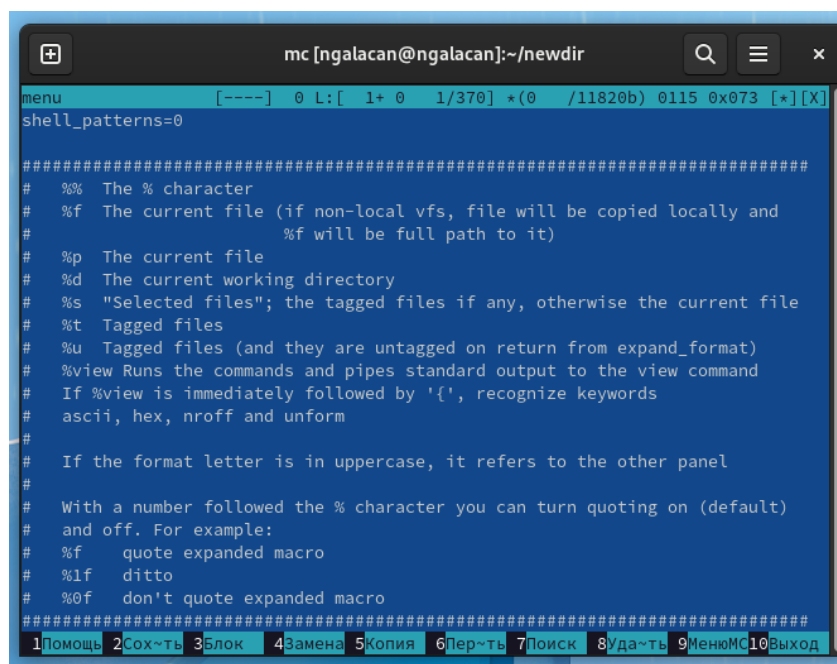 mc [ngalacan@ngalacan]:~/newdir
menu [----] 0 L:[ 1+ 0 1/370] *(0 /11820b) 0115 0x073 [*][X]
shell_patterns=0
##############################################################################
# %% The % character
# %f The current file (if non-local vfs, file will be copied locally and
# %f will be full path to it)
# %p The current file
# %d The current working directory
# %s "Selected files"; the tagged files if any, otherwise the current file
# %t Tagged files
# %u Tagged files (and they are untagged on return from expand_format)
# %view Runs the commands and pipes standard output to the view command
# If %view is immediately followed by '{', recognize keywords
# ascii, hex, nroff and unform
#
# If the format letter is in uppercase, it refers to the other panel
#
# With a number followed the % character you can turn quoting on (default)
# and off. For example:
# %f quote expanded macro
# %1f ditto
# %0f don't quote expanded macro
##############################################################################
1Помощь 2Сох~ть 3Блок 4Замена 5Копия 6Пер~ть 7Поиск 8Уда~ть 9МенюMC10Выход